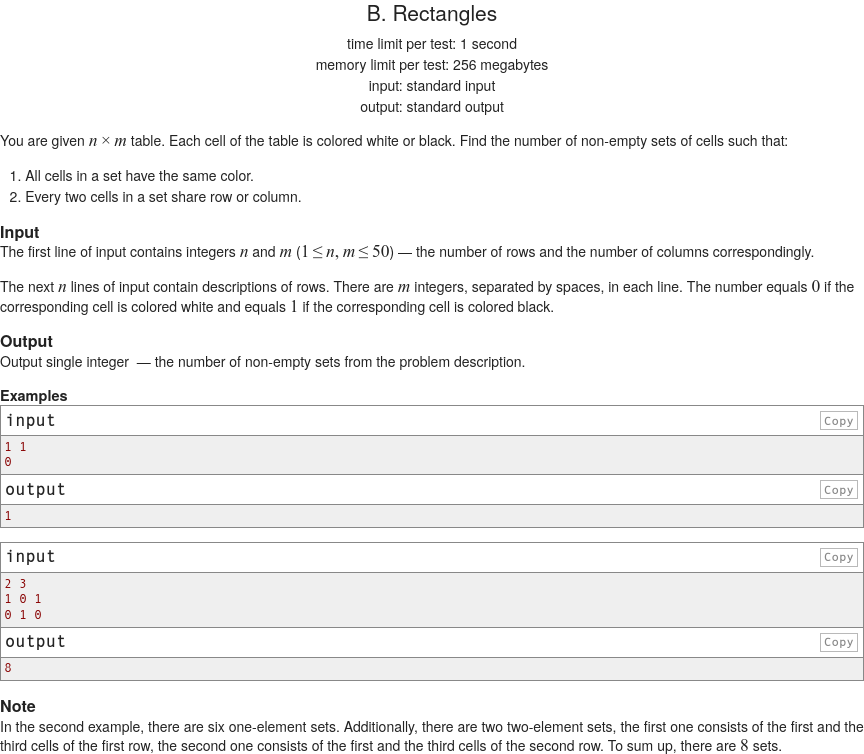 B. Rectangles
time limit per test: 1 second
memory limit per test: 256 megabytes
input: standard input
output: standard output
You are given n × m table. Each cell of the table is colored white or black. Find the number of non-empty sets of cells such that:
1. All cells in a set have the same color.
2. Every two cells in a set share row or column.
Input
The first line of input contains integers n and m (1 ≤ n, m ≤ 50) — the number of rows and the number of columns correspondingly.
The next n lines of input contain descriptions of rows. There are m integers, separated by spaces, in each line. The number equals 0 if the
corresponding cell is colored white and equals 1 if the corresponding cell is colored black.
Output
Output single integer — the number of non-empty sets from the problem description.
Examples
input Copy
1 1
0
output Copy
1
input Copy
2 3
1 0 1
0 1 0
output Copy
8
Note
In the second example, there are six one-element sets. Additionally, there are two two-element sets, the first one consists of the first and the
third cells of the first row, the second one consists of the first and the third cells of the second row. To sum up, there are 8 sets.